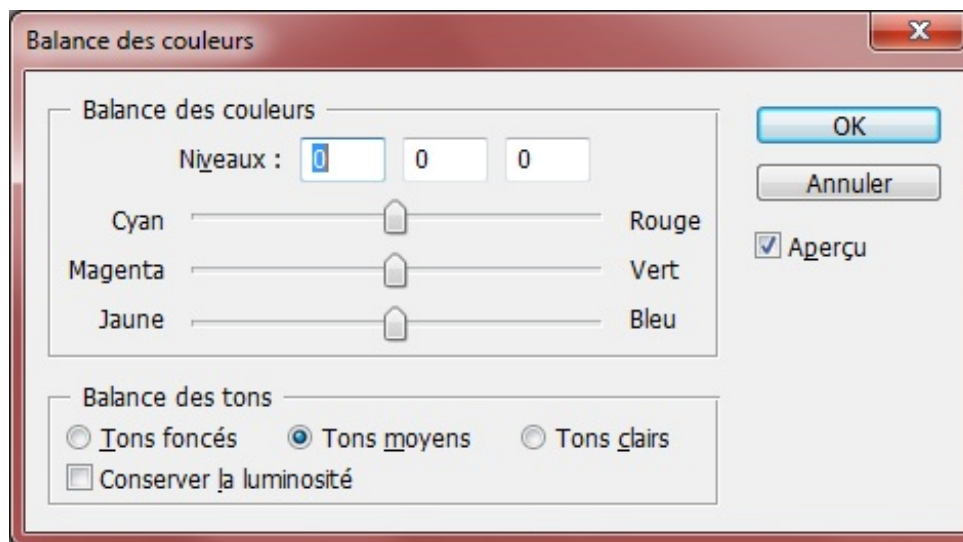 Balance des couleurs
Balance des couleurs
Niveaux : 0 0 0
Cyan Rouge
Magenta Vert
Jaune Bleu
OK
Annuler
Aperçu
Balance des tons
Tons foncés Tons moyens Tons clairs
Conserver la luminosité